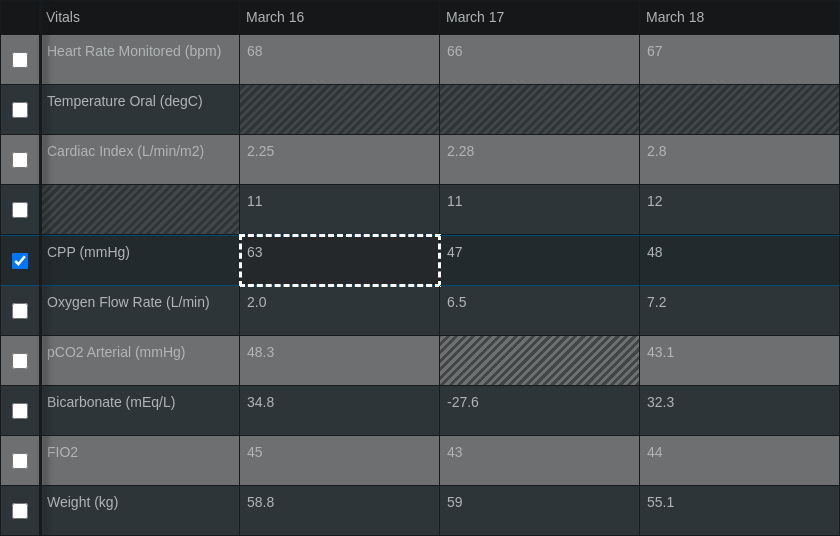 Vitals March 16 March 17 March 18
Heart Rate Monitored (bpm) 68 66 67
Temperature Oral (degC)
Cardiac Index (L/min/m2) 2.25 2.28 2.8
11 11 12
CPP (mmHg) 63 47 48
Oxygen Flow Rate (L/min) 2.0 6.5 7.2
pCO2 Arterial (mmHg) 48.3 43.1
Bicarbonate (mEq/L) 34.8 -27.6 32.3
FIO2 45 43 44
Weight (kg) 58.8 59 55.1